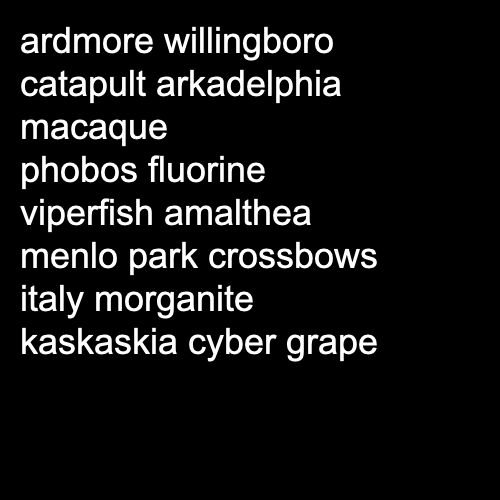 ardmore willingboro
catapult arkadelphia
macaque
phobos fluorine
viperfish amalthea
menlo park crossbows
italy morganite
kaskaskia cyber grape